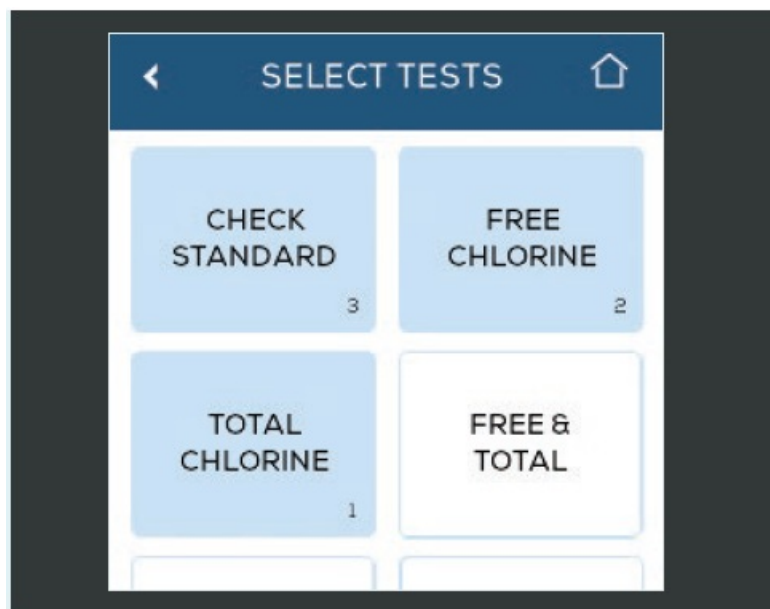 SELECT TESTS
CHECK
STANDARD
3
FREE
CHLORINE
2
TOTAL
CHLORINE
1
FREE &
TOTAL